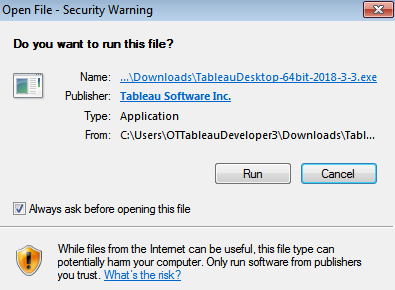 Open File - Security Warning
Do you want to run this file?
Name: ...\Downloads\TableauDesktop-64bit-2018-3-3.exe
Publisher: Tableau Software Inc.
Type: Application
From: C:\Users\OTTableauDeveloper3\Downloads\Tabl...
Run Cancel
Always ask before opening this file
While files from the Internet can be useful, this file type can
potentially harm your computer. Only run software from publishers
you trust. What's the risk?